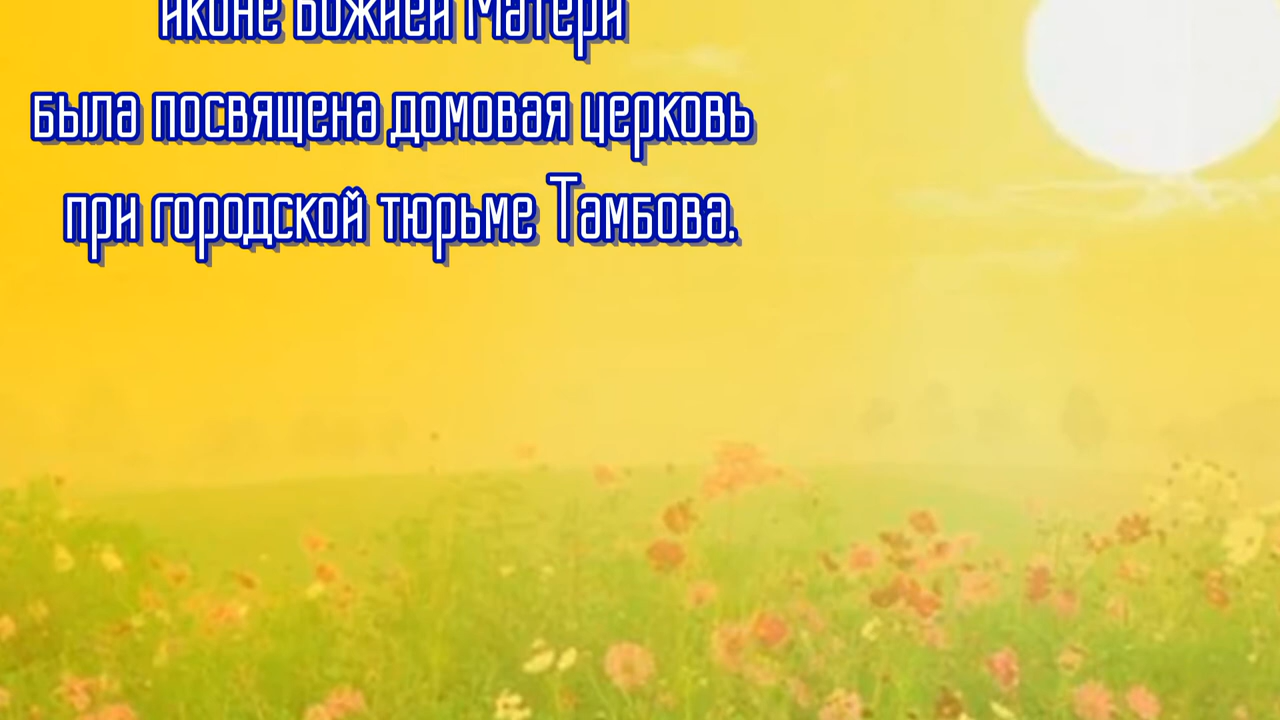 иконе Божией Матери
была посвящена домовая церковь
при городской тюрьме Тамбова.